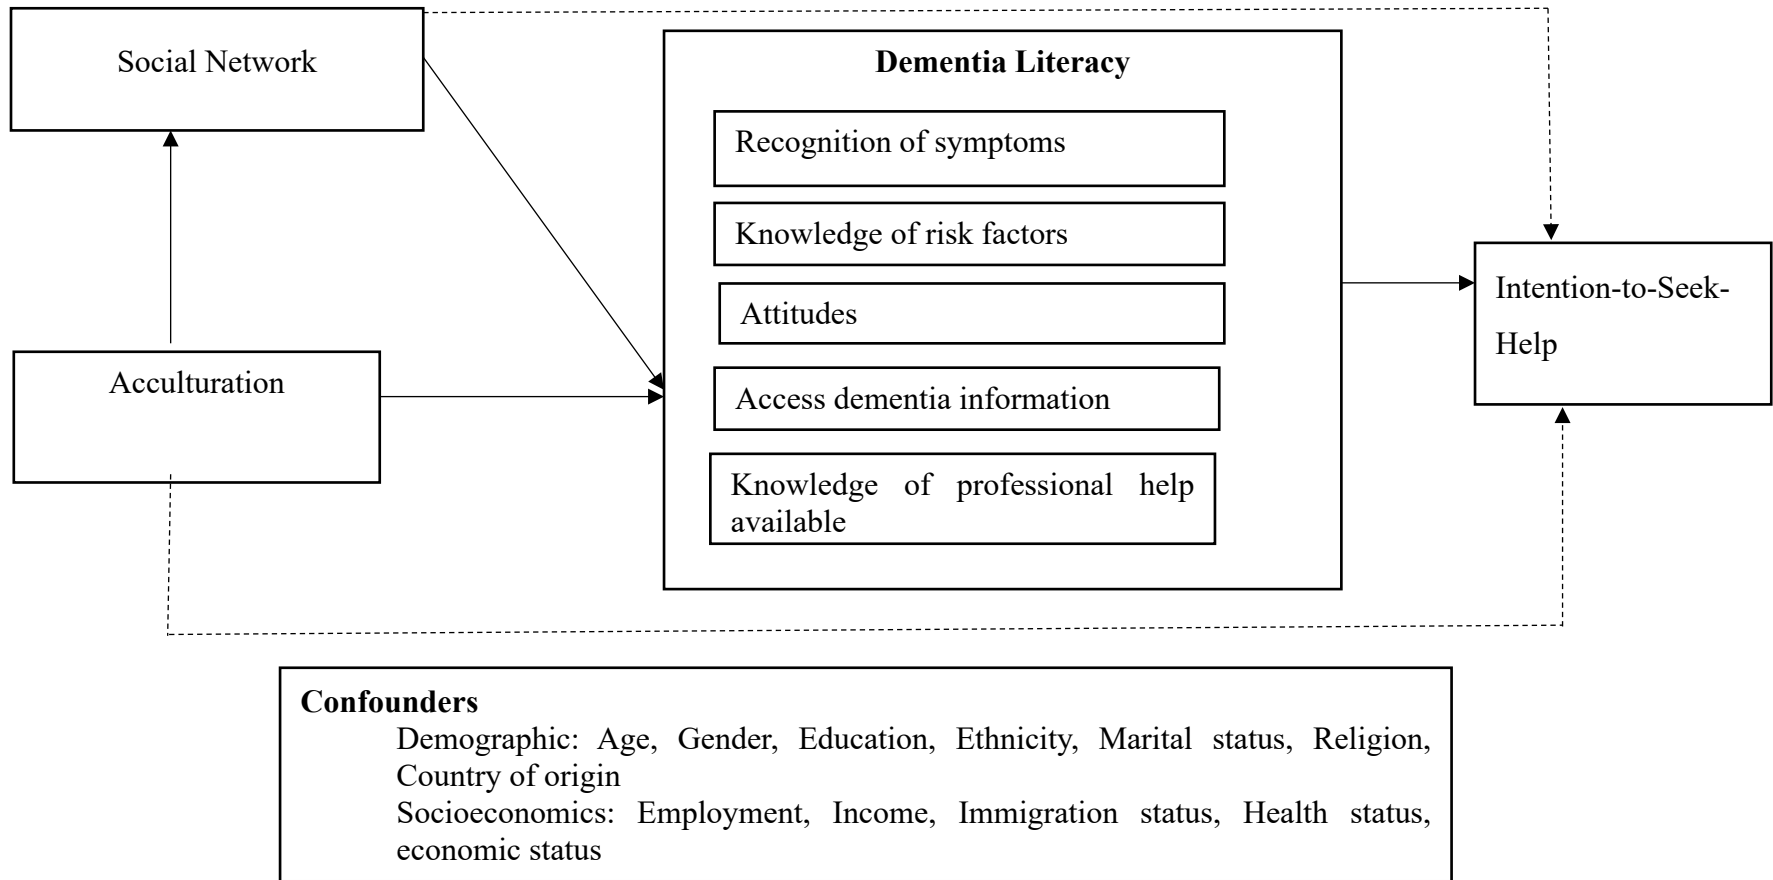 Social Network
Dementia Literacy
Recognition of symptoms
Knowledge of risk factors
Attitudes
Access dementia information
Knowledge of professional help
available
Acculturation
Intention-to-Seek-
Help
Confounders
Demographic: Age, Gender, Education, Ethnicity, Marital status, Religion,
Country of origin
Socioeconomics: Employment, Income, Immigration status, Health status,
economic status